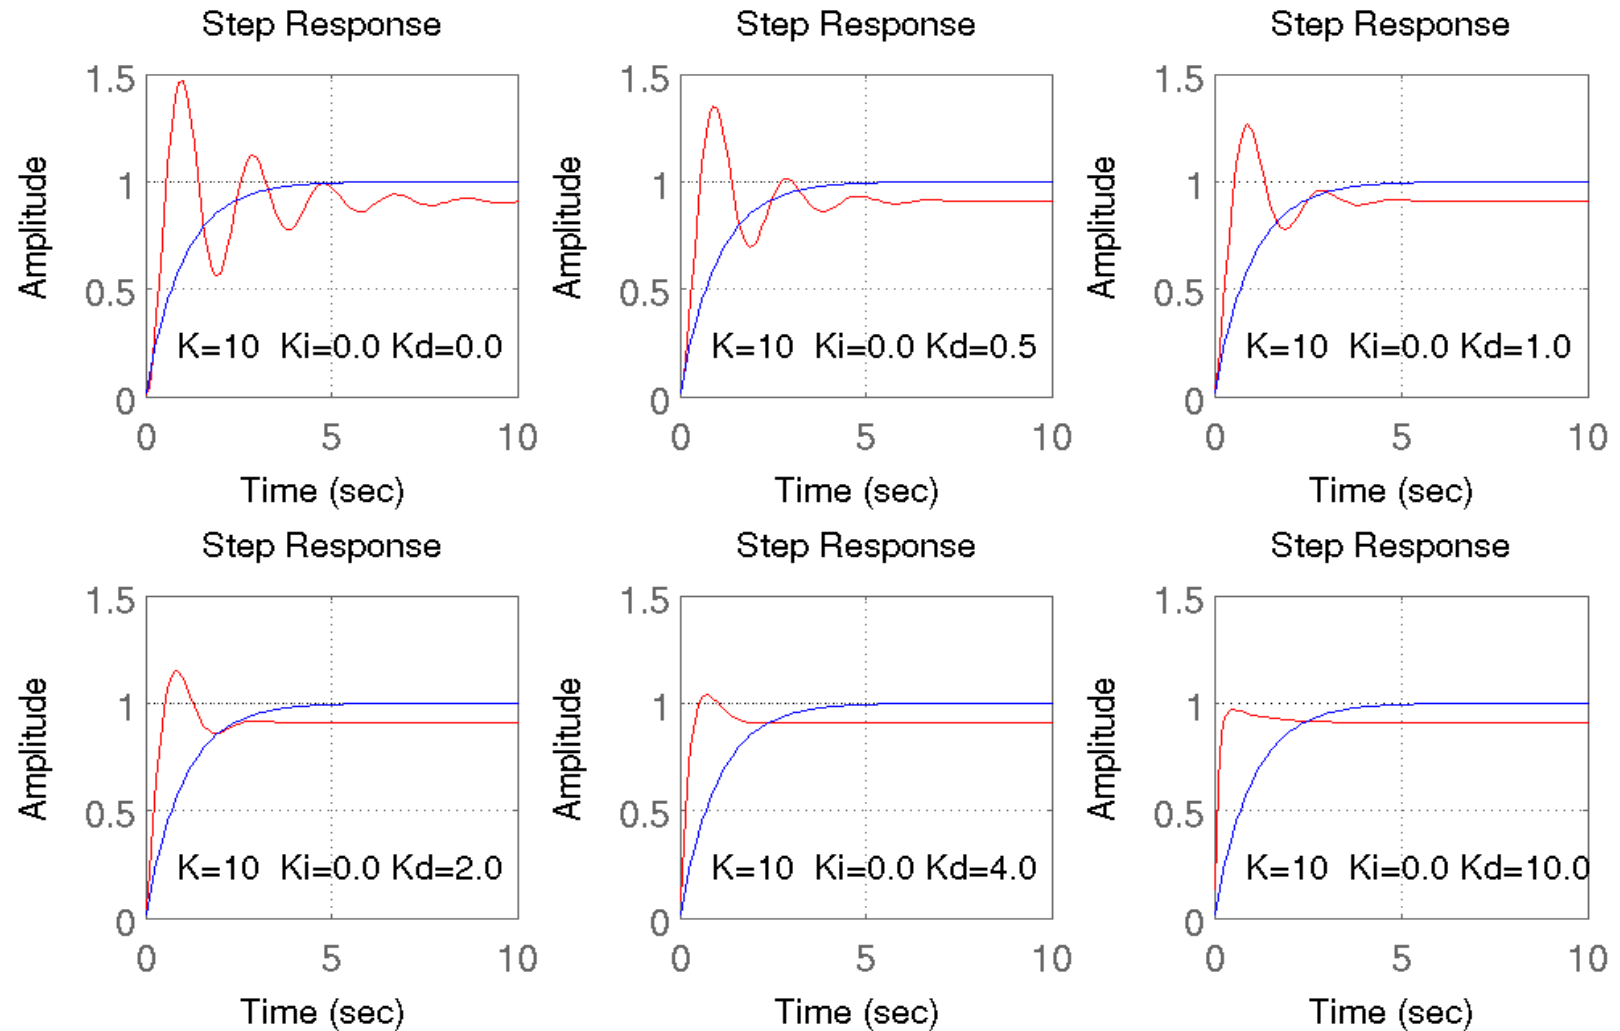 Step Response
Step Response
Step Response
1.5
1
0.5
0
Amplitude
K=10 Ki=0.0 Kd=0.0
0 5 10
Time (sec)
1.5
1
0.5
0
Amplitude
K=10 Ki=0.0 Kd=0.5
0 5 10
Time (sec)
1.5
1
0.5
0
Amplitude
K=10 Ki=0.0 Kd=1.0
0 5 10
Time (sec)
Step Response
Step Response
Step Response
1.5
1
0.5
0
Amplitude
K=10 Ki=0.0 Kd=2.0
0 5 10
Time (sec)
1.5
1
0.5
0
Amplitude
K=10 Ki=0.0 Kd=4.0
0 5 10
Time (sec)
1.5
1
0.5
0
Amplitude
K=10 Ki=0.0 Kd=10.0
0 5 10
Time (sec)